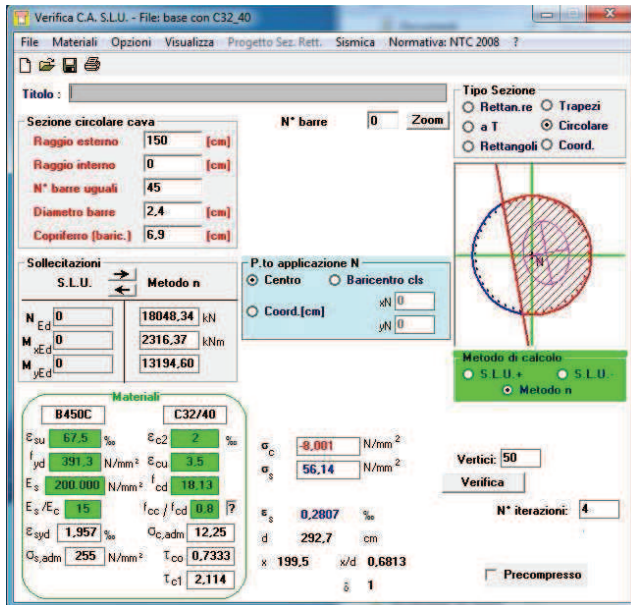 Verifica C.A. S.L.U. - File: base con C32_40
File Materiali Opzioni Visualizza Progetto Sez. Rett. Sismica Normativa: NTC 2008 ?
Titolo :
Tipo Sezione
Rettan.re Trapezi
a T Circolare
Rettangoli Coord.
Sezione circolare cava
Raggio esterno 150 [cm]
Raggio interno 0 [cm]
N° barre uguali 45
Diametro barre 2,4 [cm]
Copriferro (baric.) 6,9 [cm]
N° barre 0 Zoom
N
Sollecitazioni
S.L.U. Metodo n
N Ed 0 18048,34 kN
M xEd 0 2316,37 kNm
M yEd 0 13194,60
P.to applicazione N
Centro Baricentro cls
Coord.[cm] xN 0
yN 0
Metodo di calcolo
S.L.U.+ S.L.U.-
Metodo n
Materiali
B450C C32/40
εsu 67,5 ‰ εc2 2 ‰
fyd 391,3 N/mm² εcu 3,5
Es 200.000 N/mm² fcd 18,13
Es/Ec 15 fcc/fcd 0,8 ?
εsyd 1,957 ‰ σc,adm 12,25
σs,adm 255 N/mm² τco 0,7333
τc1 2,114
σc -8,001 N/mm²
σs 56,14 N/mm²
εs 0,2807 ‰
d 292,7 cm
x 199,5 x/d 0,6813
δ 1
Vertici: 50
Verifica
N° iterazioni: 4
Precompresso